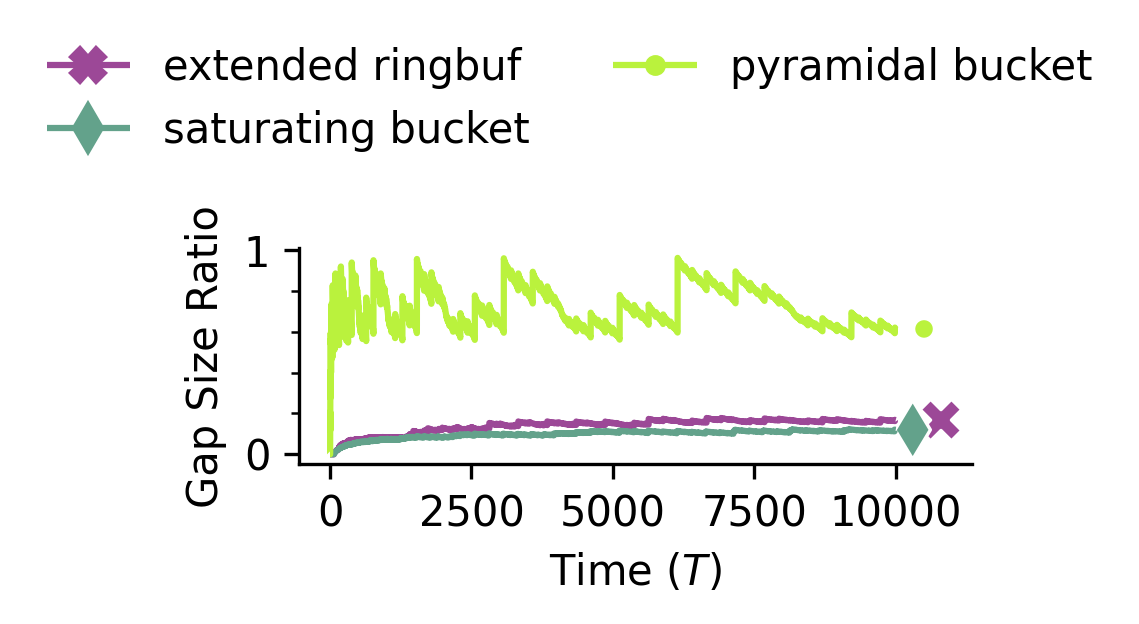 extended ringbuf
saturating bucket
pyramidal bucket
Gap Size Ratio
1
0
0 2500 5000 7500 10000
Time (T)